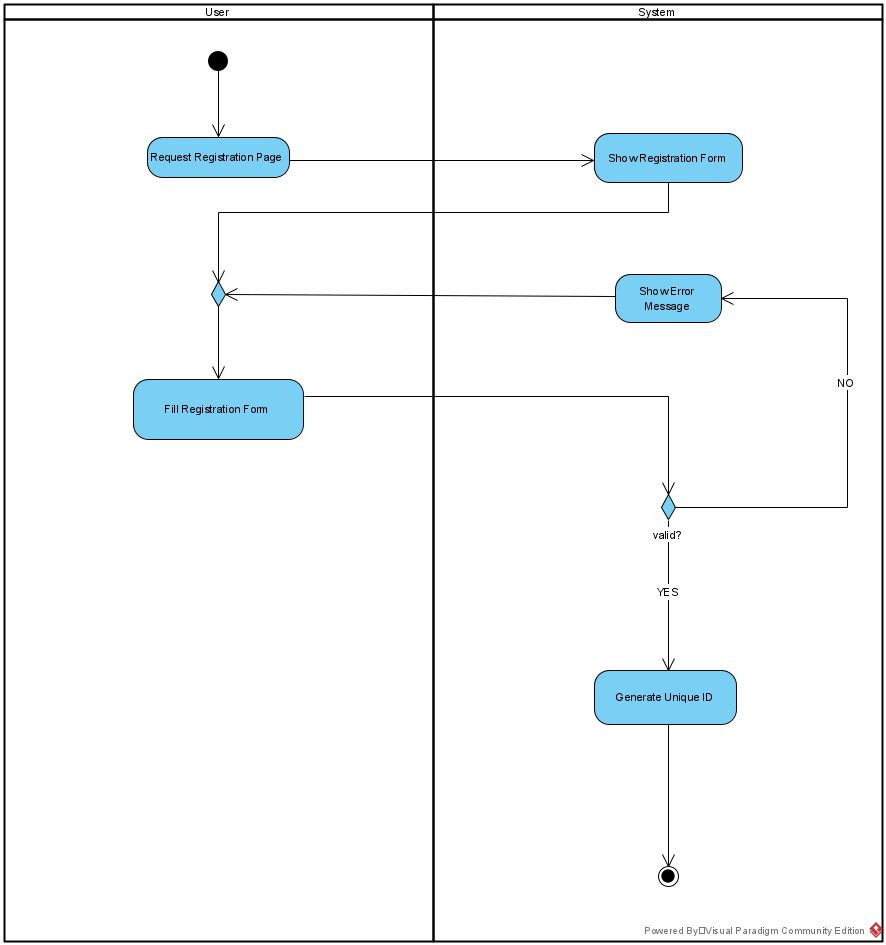 User
System
Request Registration Page
Show Registration Form
Show Error
Message
NO
Fill Registration Form
valid?
YES
Generate Unique ID
Powered By Visual Paradigm Community Edition